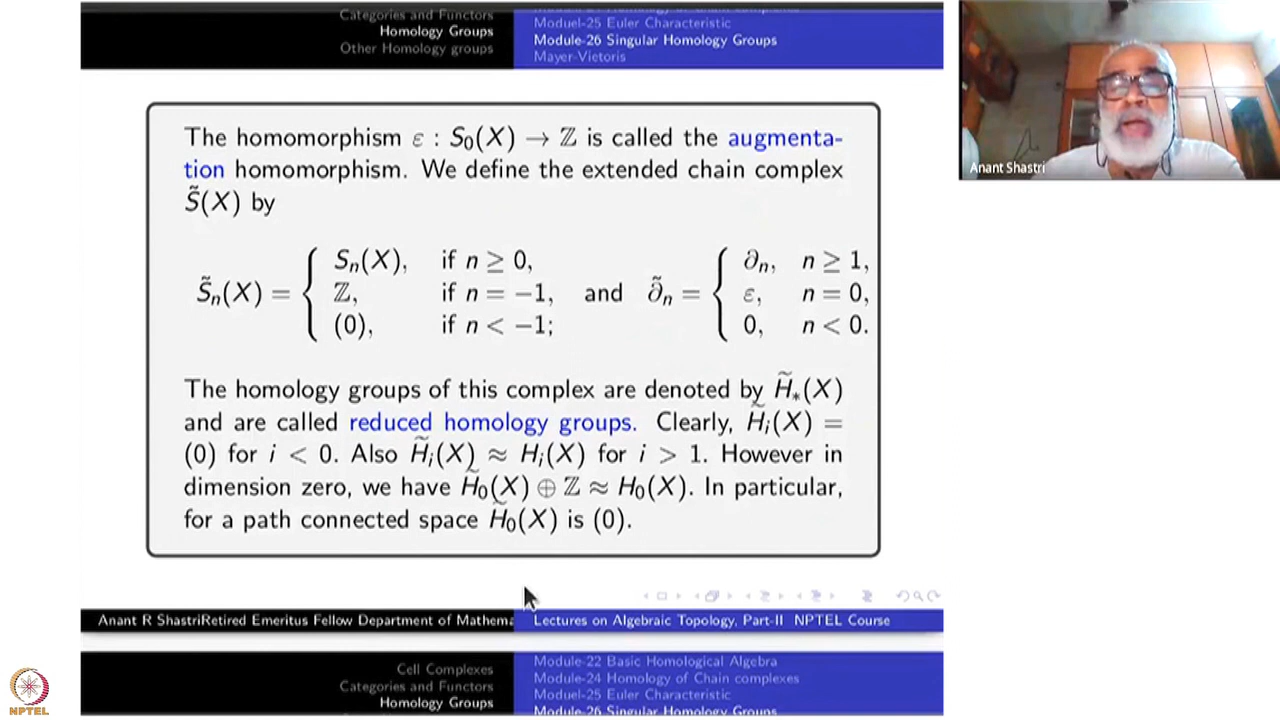 Categories and Functors
Homology Groups
Other Homology groups
Moduel-25 Euler Characteristic
Module-26 Singular Homology Groups
Mayer-Vietoris
The homomorphism ε : S₀(X) → ℤ is called the augmenta-
tion homomorphism. We define the extended chain complex
S̃(X) by
S̃ₙ(X) = { Sₙ(X), if n ≥ 0, ℤ, if n = −1, (0), if n < −1; and ∂̃ₙ = { ∂ₙ, n ≥ 1, ε, n = 0, 0, n < 0.
The homology groups of this complex are denoted by H̃∗(X)
and are called reduced homology groups. Clearly, H̃ᵢ(X) =
(0) for i < 0. Also H̃ᵢ(X) ≈ Hᵢ(X) for i > 1. However in
dimension zero, we have H̃₀(X) ⊕ ℤ ≈ H₀(X). In particular,
for a path connected space H̃₀(X) is (0).
Anant R ShastriRetired Emeritus Fellow Department of Mathema
Lectures on Algebraic Topology, Part-II NPTEL Course
Cell Complexes
Categories and Functors
Homology Groups
Module-22 Basic Homological Algebra
Module-24 Homology of Chain complexes
Moduel-25 Euler Characteristic
Module-26 Singular Homology Groups
Anant Shastri
NPTEL